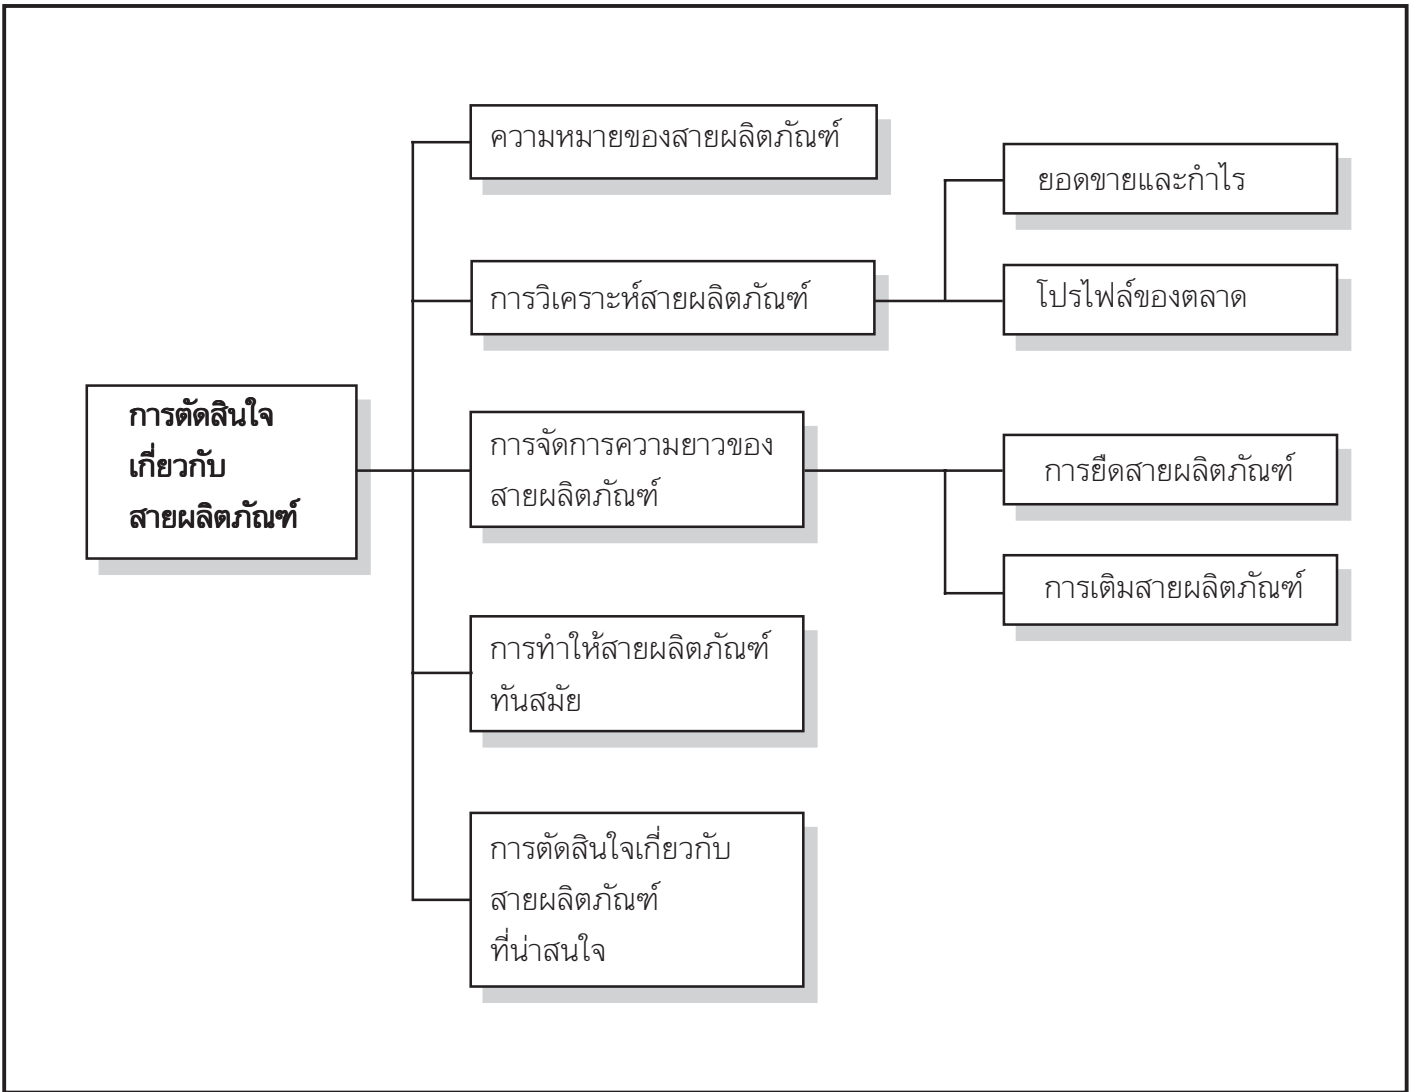 การตัดสินใจ
เกี่ยวกับ
สายผลิตภัณฑ์
ความหมายของสายผลิตภัณฑ์
การวิเคราะห์สายผลิตภัณฑ์
ยอดขายและกำไร
โปรไฟล์ของตลาด
การจัดการความยาวของ
สายผลิตภัณฑ์
การยืดสายผลิตภัณฑ์
การเติมสายผลิตภัณฑ์
การทำให้สายผลิตภัณฑ์
ทันสมัย
การตัดสินใจเกี่ยวกับ
สายผลิตภัณฑ์
ที่น่าสนใจ